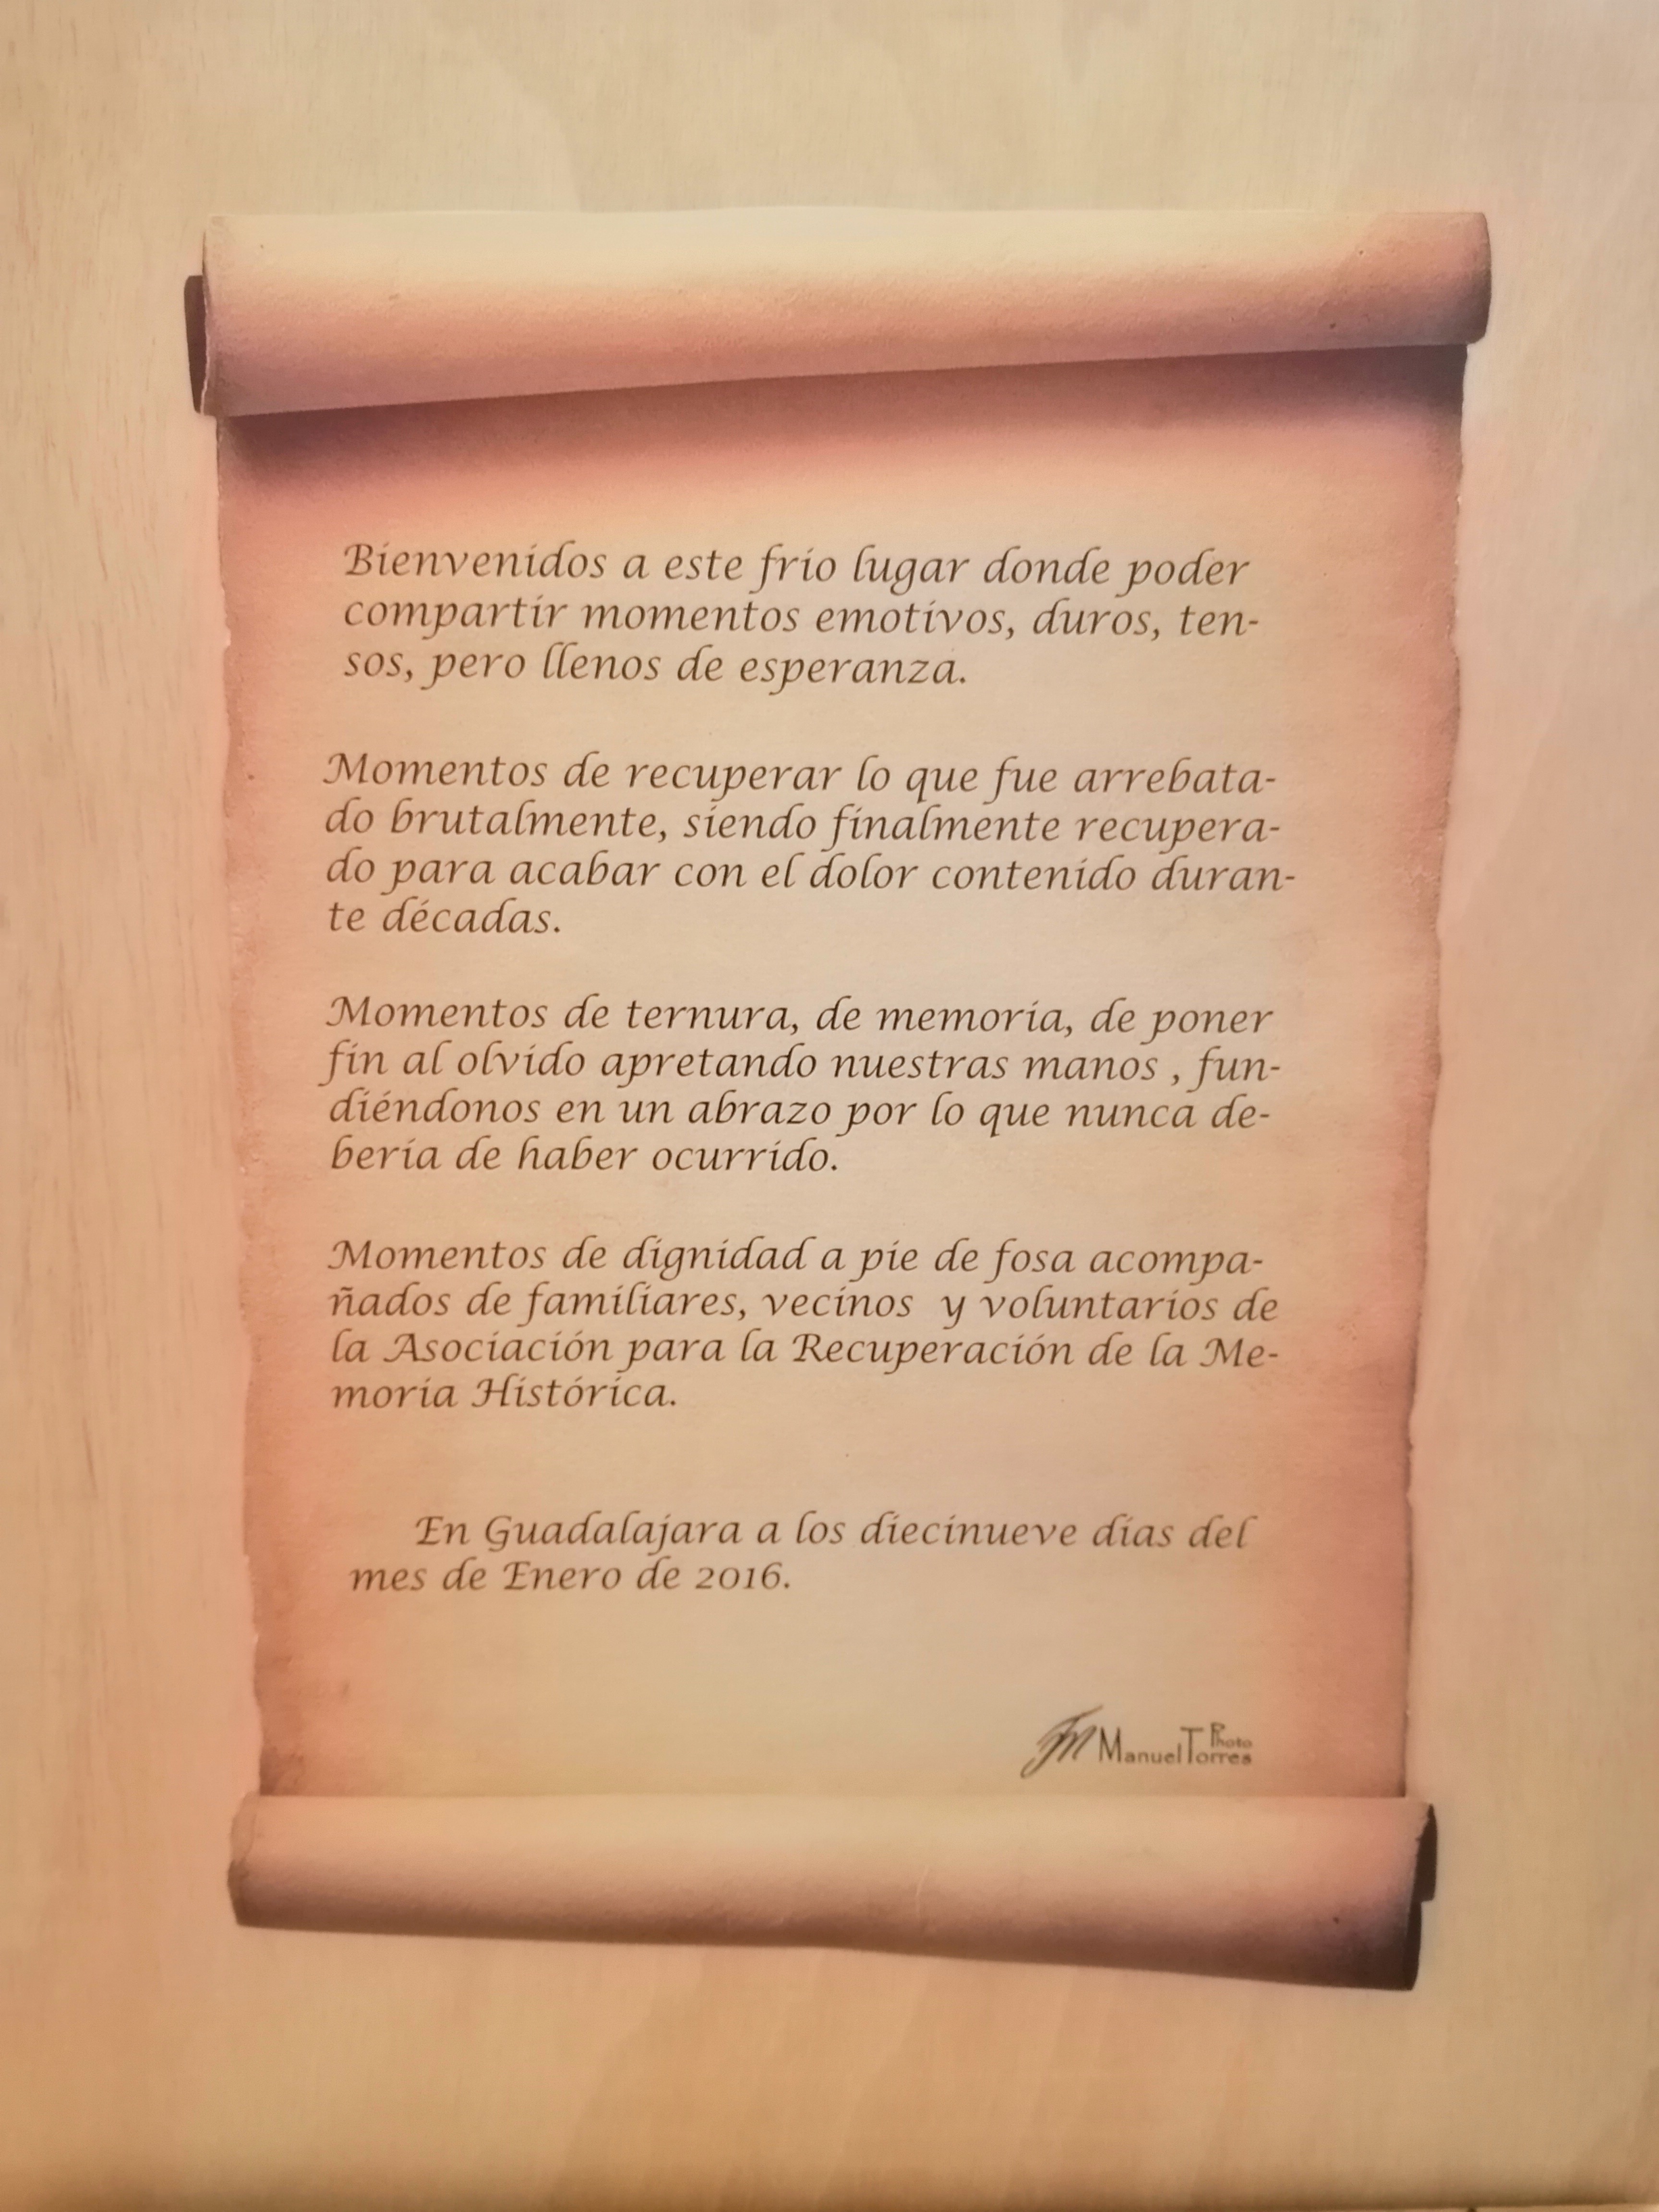 Bienvenidos a este frio lugar donde poder
compartir momentos emotivos, duros, ten-
sos, pero llenos de esperanza.
Momentos de recuperar lo que fue arrebata-
do brutalmente, siendo finalmente recupera-
do para acabar con el dolor contenido duran-
te décadas.
Momentos de ternura, de memoria, de poner
fin al olvido apretando nuestras manos , fun-
diéndonos en un abrazo por lo que nunca de-
bería de haber ocurrido.
Momentos de dignidad a pie de fosa acompa-
ñados de familiares, vecinos  y voluntarios de
la Asociación para la Recuperación de la Me-
moria Histórica.
En Guadalajara a los diecinueve días del
mes de Enero de 2016.
Manuel Torres Photo